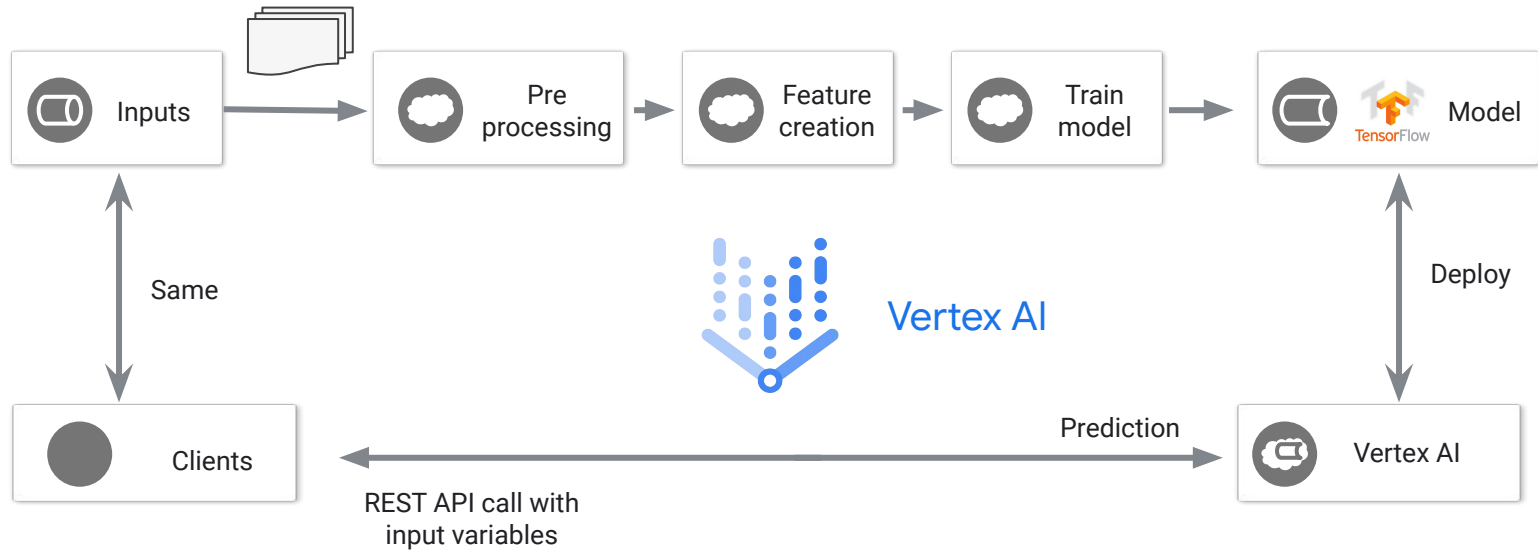 Inputs
Pre
processing
Feature
creation
Train
model
TensorFlow
Model
Same
Vertex AI
Deploy
Clients
Prediction
Vertex AI
REST API call with
input variables